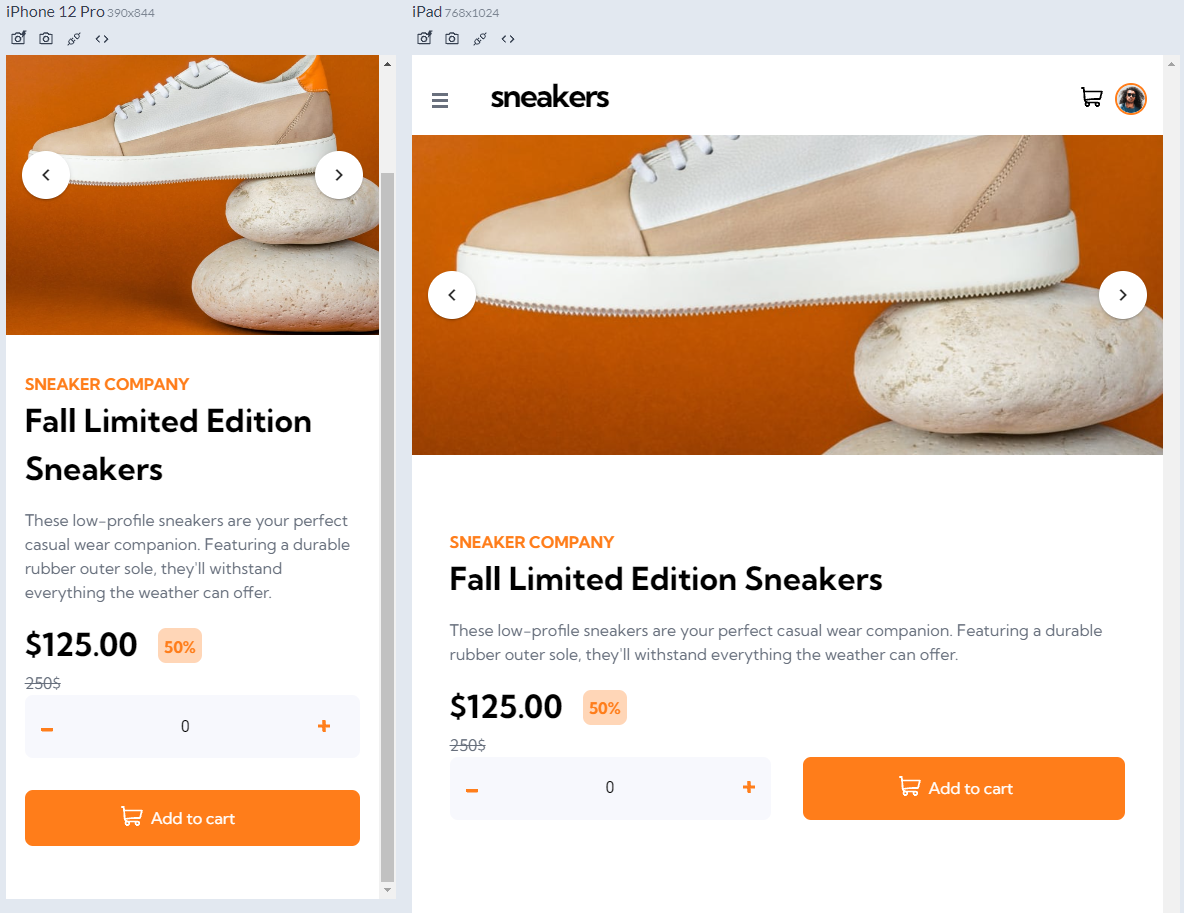 iPhone 12 Pro 390x844
SNEAKER COMPANY
Fall Limited Edition
Sneakers
These low-profile sneakers are your perfect
casual wear companion. Featuring a durable
rubber outer sole, they'll withstand
everything the weather can offer.
$125.00 50%
250$
0
Add to cart
iPad 768x1024
sneakers
SNEAKER COMPANY
Fall Limited Edition Sneakers
These low-profile sneakers are your perfect casual wear companion. Featuring a durable
rubber outer sole, they'll withstand everything the weather can offer.
$125.00 50%
250$
0
Add to cart